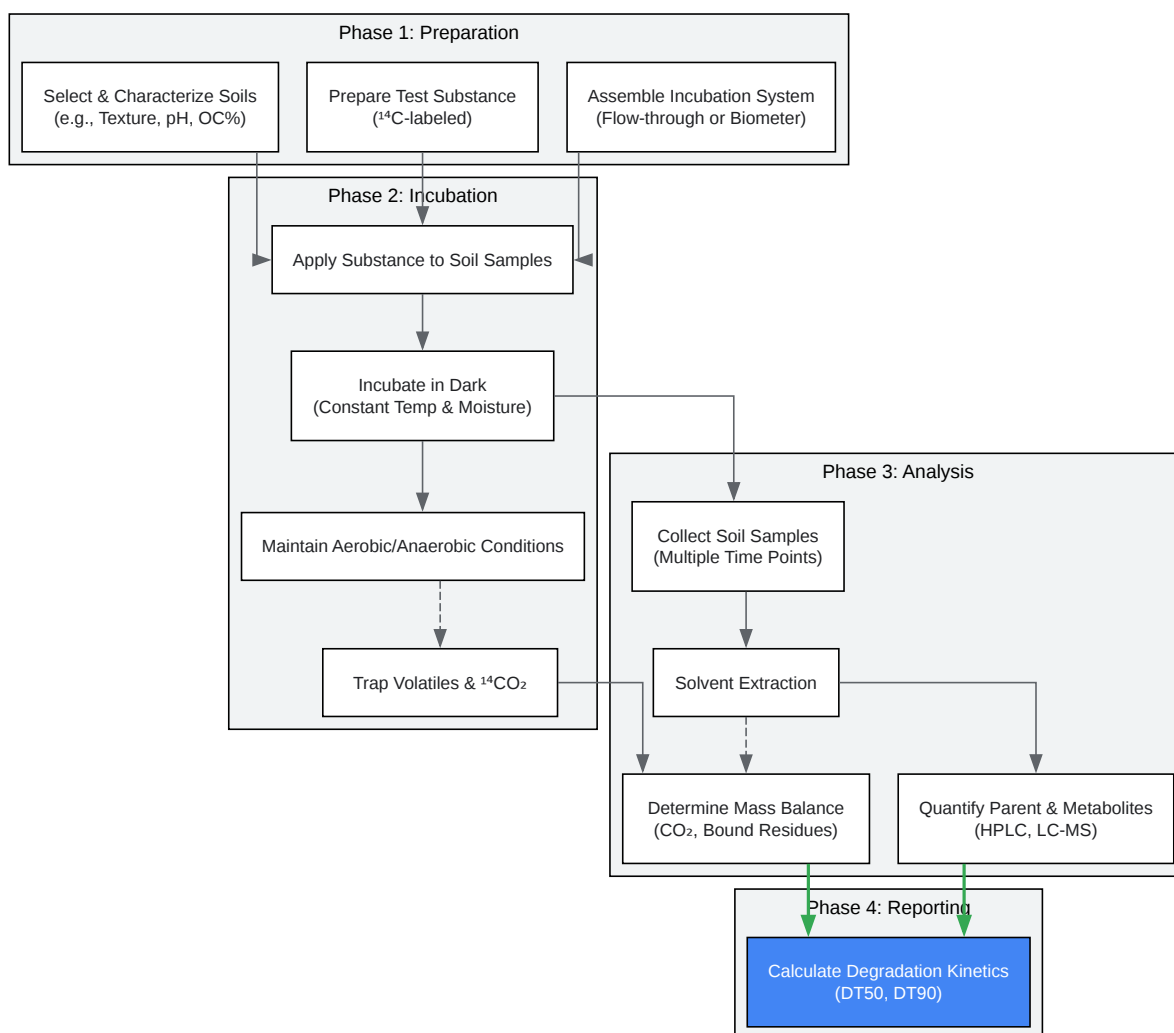 Phase 1: Preparation
Select & Characterize Soils
(e.g., Texture, pH, OC%)
Prepare Test Substance
(¹⁴C-labeled)
Assemble Incubation System
(Flow-through or Biometer)
Phase 2: Incubation
Apply Substance to Soil Samples
Incubate in Dark
(Constant Temp & Moisture)
Maintain Aerobic/Anaerobic Conditions
Trap Volatiles & ¹⁴CO₂
Phase 3: Analysis
Collect Soil Samples
(Multiple Time Points)
Solvent Extraction
Determine Mass Balance
(CO₂, Bound Residues)
Quantify Parent & Metabolites
(HPLC, LC-MS)
Phase 4: Reporting
Calculate Degradation Kinetics
(DT50, DT90)